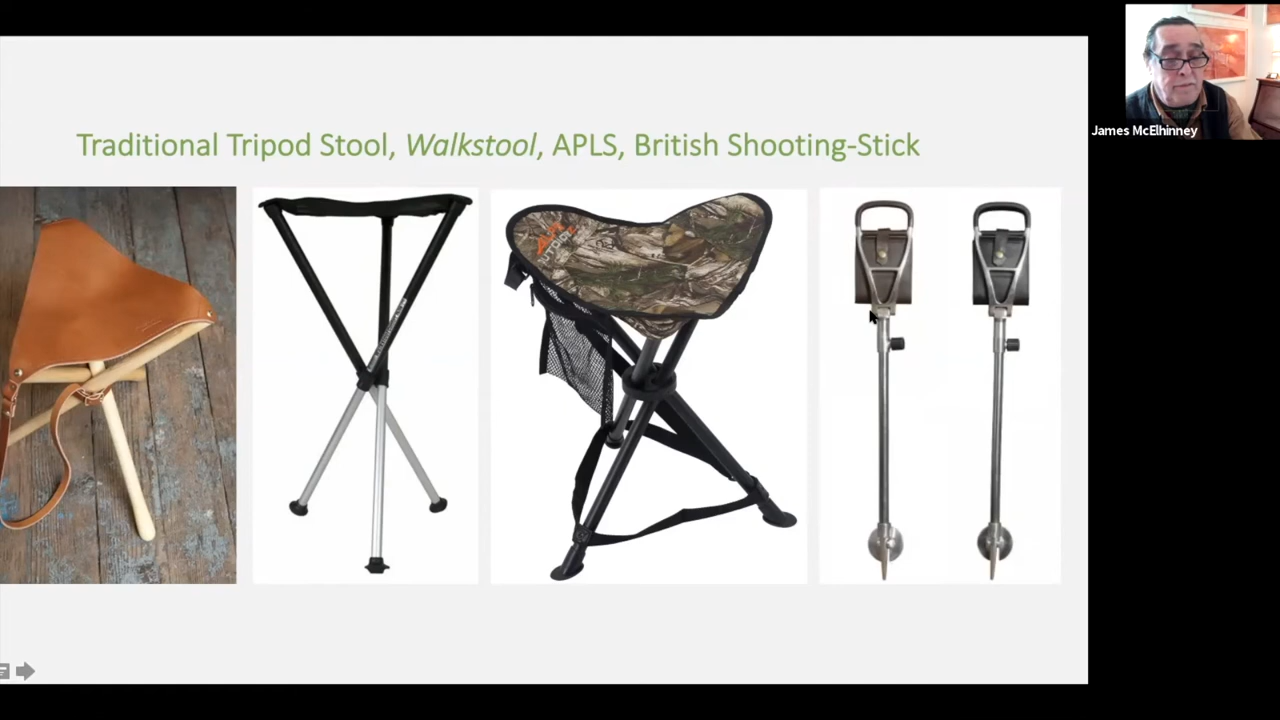 Traditional Tripod Stool, Walkstool, APLS, British Shooting-Stick
James McElhinney